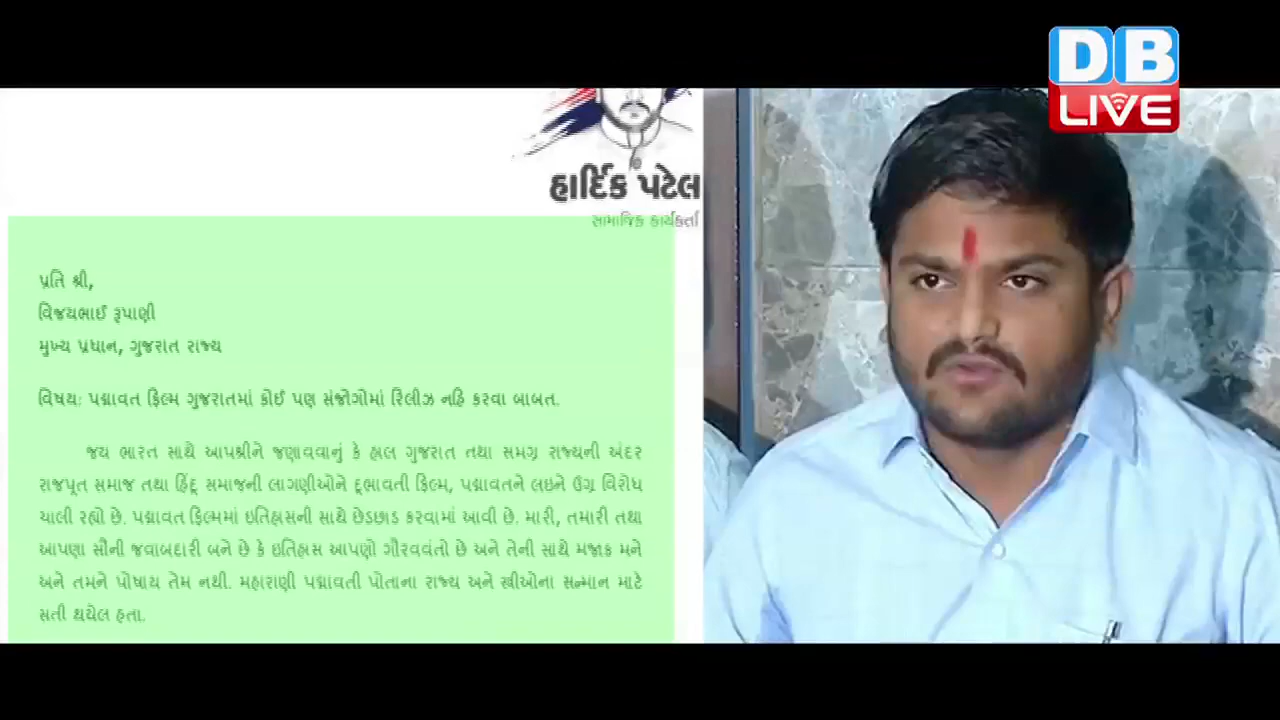 DB
LIVE
હાર્દિક પટેલ
સામાજિક કાર્યકર્તા
પ્રતિ શ્રી,
વિજયભાઈ રૂપાણી
મુખ્ય પ્રધાન, ગુજરાત રાજ્ય
વિષય: પદ્માવત ફિલ્મ ગુજરાતમાં કોઈ પણ સંજોગોમાં રિલીઝ નહિ કરવા બાબત.
જય ભારત સાથે આપશ્રીને જણાવવાનું કે હાલ ગુજરાત તથા સમગ્ર રાજ્યની અંદર
રાજપૂત સમાજ તથા હિંદૂ સમાજની લાગણીઓને દૂભાવતી ફિલ્મ, પદ્માવતને લઇને ઉગ્ર વિરોધ
ચાલી રહ્યો છે. પદ્માવત ફિલ્મમાં ઇતિહાસની સાથે છેડછાડ કરવામાં આવી છે. મારી, તમારી તથા
આપણા સૌની જવાબદારી બને છે કે ઇતિહાસ આપણો ગૌરવવંતો છે અને તેની સાથે મજાક મને
અને તમને પોષાય તેમ નથી. મહારાણી પદ્માવતી પોતાના રાજ્ય અને સ્ત્રીઓના સન્માન માટે
સતી થયેલ હતા.